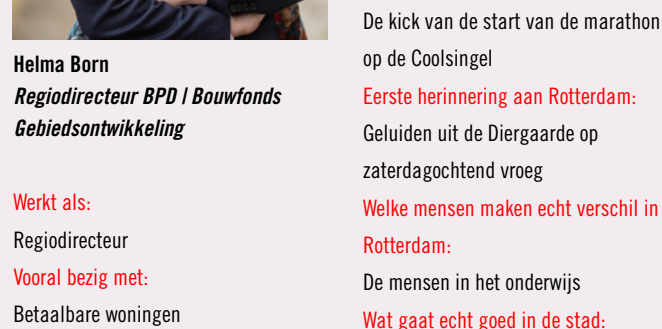 Helma Born
Regiodirecteur BPD | Bouwfonds
Gebiedsontwikkeling
Werkt als:
Regiodirecteur
Vooral bezig met:
Betaalbare woningen
De kick van de start van de marathon
op de Coolsingel
Eerste herinnering aan Rotterdam:
Geluiden uit de Diergaarde op
zaterdagochtend vroeg
Welke mensen maken echt verschil in
Rotterdam:
De mensen in het onderwijs
Wat gaat echt goed in de stad: